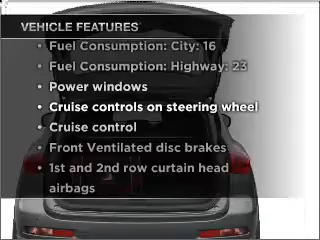 VEHICLE FEATURES
• Fuel Consumption: City: 16
• Fuel Consumption: Highway: 23
• Power windows
• Cruise controls on steering wheel
• Cruise control
• Front Ventilated disc brakes
• 1st and 2nd row curtain head
airbags